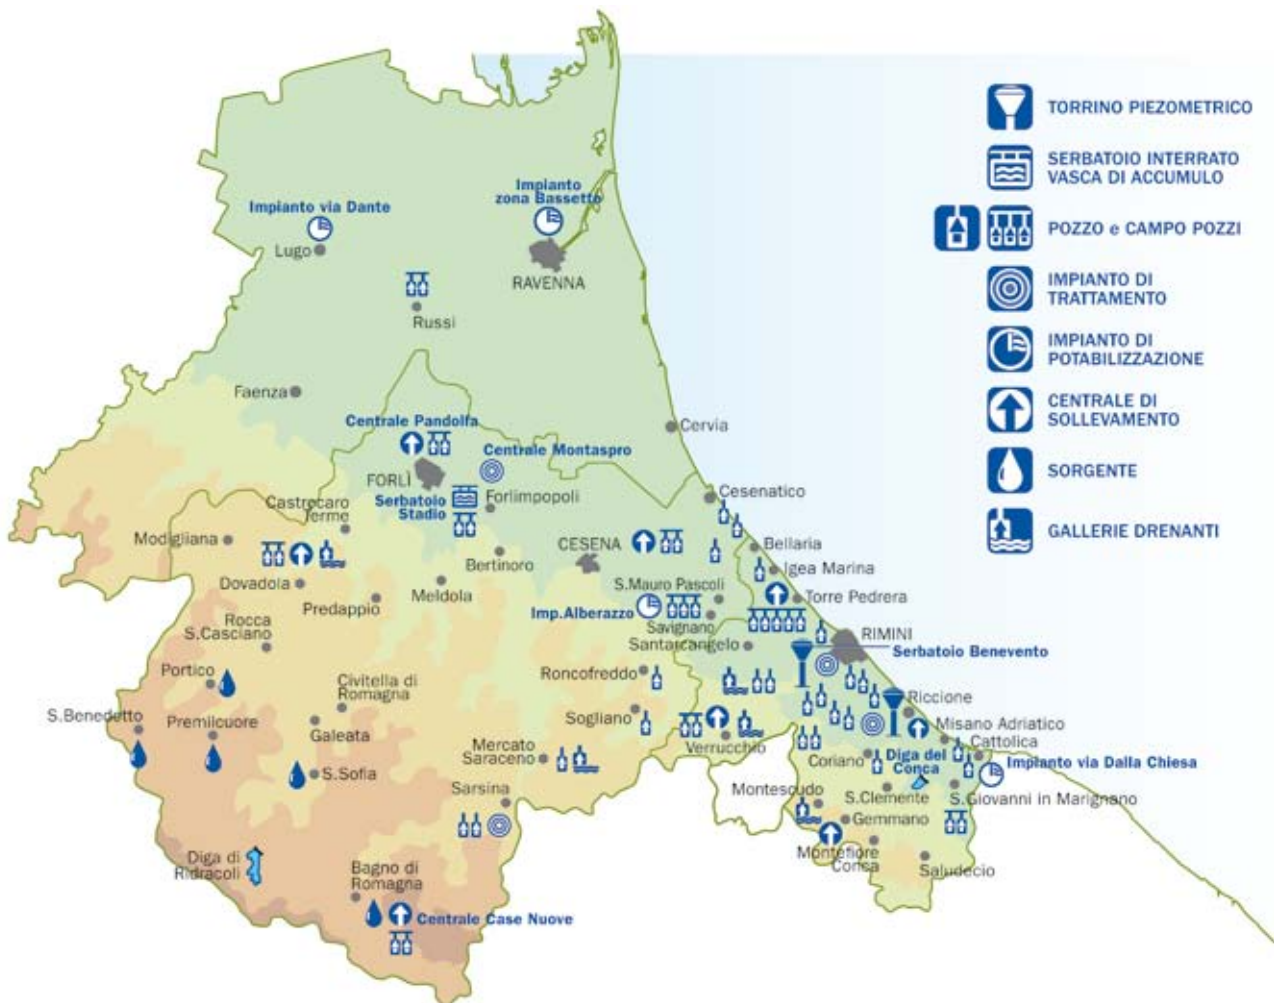 TORRINO PIEZOMETRICO
SERBATOIO INTERRATO
VASCA DI ACCUMULO
POZZO e CAMPO POZZI
IMPIANTO DI
TRATTAMENTO
IMPIANTO DI
POTABILIZZAZIONE
CENTRALE DI
SOLLEVAMENTO
SORGENTE
GALLERIE DRENANTI
Impianto
zona Bassetto
Impianto via Dante
Lugo
RAVENNA
Russi
Faenza
Cervia
Centrale Pandolfa
Centrale Montaspro
FORLÌ
Serbatoio
Stadio
Forlimpopoli
Cesenatico
Castrocaro
Terme
Modigliana
CESENA
Bellaria
Bertinoro
Igea Marina
Dovadola
Predappio
Meldola
S.Mauro Pascoli
Torre Pedrera
Imp.Alberazzo
Savignano
Rocca
S.Casciano
Santarcangelo
RIMINI
Serbatoio Benevento
Portico
Roncofreddo
Civitella di
Romagna
Riccione
S.Benedetto
Premilcuore
Galeata
Sogliano
Misano Adriatico
Verrucchio
Cattolica
Mercato
Saraceno
Coriano
Diga del
Conca
Impianto via Dalla Chiesa
S.Sofia
Sarsina
Montescudo
S.Clemente
S.Giovanni in Marignano
Gemmano
Diga di
Ridracoli
Montefiore
Conca
Saludecio
Bagno di
Romagna
Centrale Case Nuove